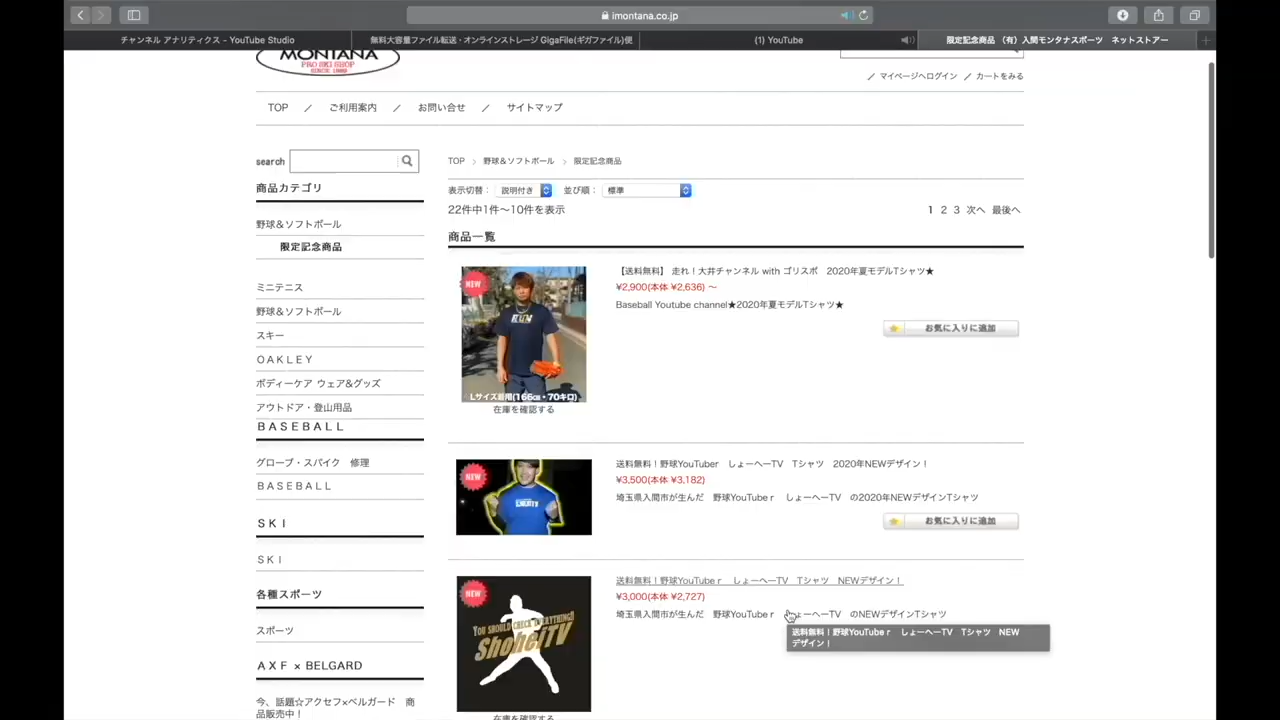 imontana.co.jp
チャンネル アナリティクス - YouTube Studio
無料大容量ファイル転送・オンラインストレージ GigaFile(ギガファイル)便
(1) YouTube
限定記念商品 (有)入間モンタナスポーツ ネットストアー
MONTANA
PRO SKI SHOP
／ マイページへログイン ／ カートをみる
TOP ／ ご利用案内 ／ お問い合せ ／ サイトマップ
search
商品カテゴリ
野球&ソフトボール
限定記念商品
ミニテニス
野球&ソフトボール
スキー
OAKLEY
ボディーケア ウェア&グッズ
アウトドア・登山用品
BASEBALL
グローブ・スパイク 修理
BASEBALL
SKI
SKI
各種スポーツ
スポーツ
AXF × BELGARD
今、話題☆アクセフ×ベルガード 商
品販売中！
TOP > 野球&ソフトボール > 限定記念商品
表示切替： 説明付き 並び順： 標準
22件中1件〜10件を表示
1 2 3 次へ 最後へ
商品一覧
NEW
RUN
Lサイズ着用(166㎝・70キロ)
在庫を確認する
【送料無料】 走れ！大井チャンネル with ゴリスポ 2020年夏モデルTシャツ★
¥2,900(本体 ¥2,636) 〜
Baseball Youtube channel★2020年夏モデルTシャツ★
お気に入りに追加
NEW
SHOHEITV
送料無料！野球YouTuber しょーへーTV Tシャツ 2020年NEWデザイン！
¥3,500(本体 ¥3,182)
埼玉県入間市が生んだ 野球YouTubeｒ しょーへーTV の2020年NEWデザインTシャツ
お気に入りに追加
NEW
YOU SHOULD CHECK EVERYTHING!!
ShoheiTV
在庫を確認する
送料無料！野球YouTubeｒ しょーへーTV Tシャツ NEWデザイン！
¥3,000(本体 ¥2,727)
埼玉県入間市が生んだ 野球YouTubeｒ しょーへーTV のNEWデザインTシャツ
送料無料！野球YouTubeｒ しょーへーTV Tシャツ NEW
デザイン！